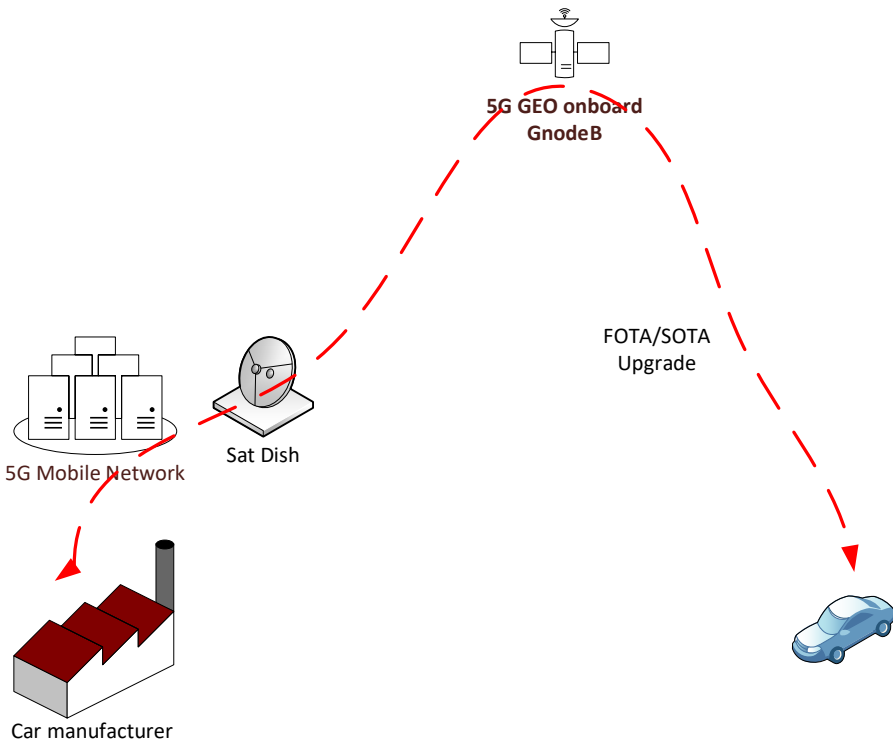 5G GEO onboard
GnodeB
FOTA/SOTA
Upgrade
Sat Dish
5G Mobile Network
Car manufacturer